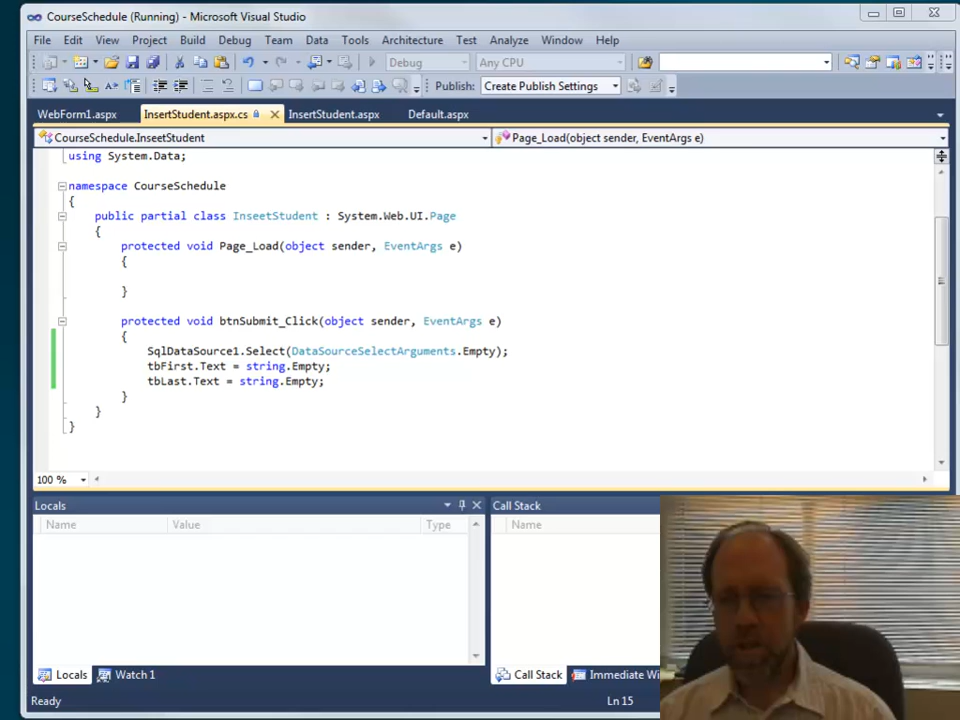 CourseSchedule (Running) - Microsoft Visual Studio
File Edit View Project Build Debug Team Data Tools Architecture Test Analyze Window Help
Debug Any CPU
Publish: Create Publish Settings
WebForm1.aspx InsertStudent.aspx.cs InsertStudent.aspx Default.aspx
CourseSchedule.InseetStudent Page_Load(object sender, EventArgs e)
using System.Data;
namespace CourseSchedule
{
public partial class InseetStudent : System.Web.UI.Page
{
protected void Page_Load(object sender, EventArgs e)
{
}
protected void btnSubmit_Click(object sender, EventArgs e)
{
SqlDataSource1.Select(DataSourceSelectArguments.Empty);
tbFirst.Text = string.Empty;
tbLast.Text = string.Empty;
}
}
}
100 %
Locals Call Stack
Name Value Type Name
Locals Watch 1 Call Stack Immediate Wi
Ready Ln 15